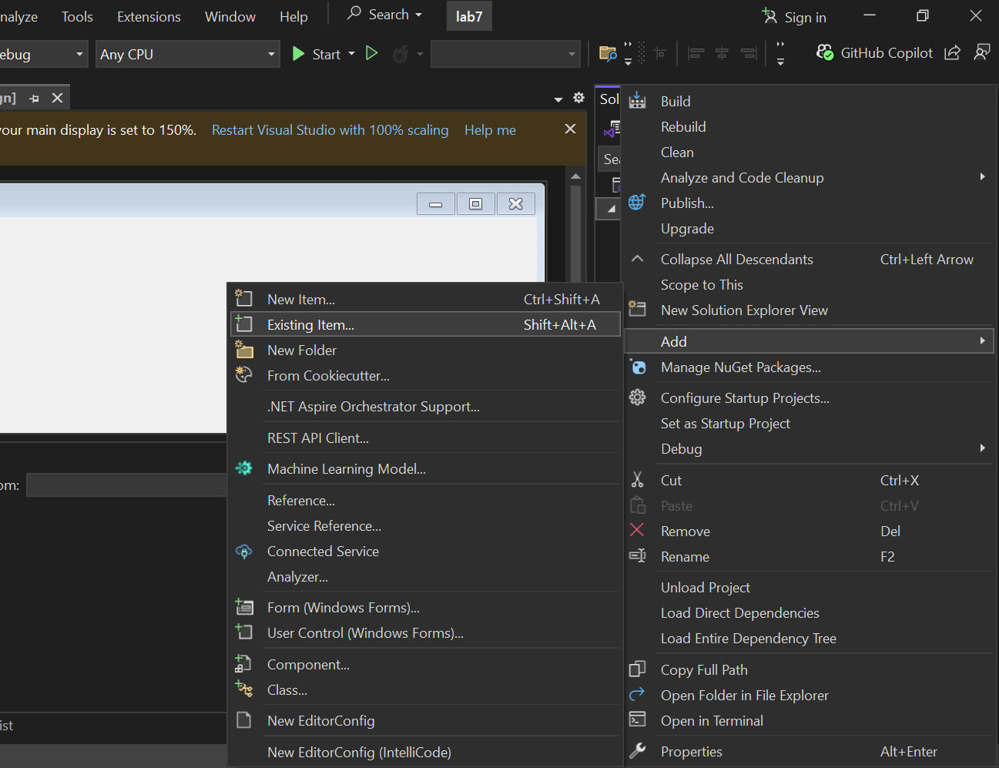 nalyze Tools Extensions Window Help Search lab7 Sign in
ebug Any CPU Start GitHub Copilot
gn] Sol
our main display is set to 150%. Restart Visual Studio with 100% scaling Help me
Sea
Build
Rebuild
Clean
Analyze and Code Cleanup
Publish...
Upgrade
Collapse All Descendants Ctrl+Left Arrow
Scope to This
New Solution Explorer View
Add
Manage NuGet Packages...
Configure Startup Projects...
Set as Startup Project
Debug
Cut Ctrl+X
Paste Ctrl+V
Remove Del
Rename F2
Unload Project
Load Direct Dependencies
Load Entire Dependency Tree
Copy Full Path
Open Folder in File Explorer
Open in Terminal
Properties Alt+Enter
New Item... Ctrl+Shift+A
Existing Item... Shift+Alt+A
New Folder
From Cookiecutter...
.NET Aspire Orchestrator Support...
REST API Client...
Machine Learning Model...
Reference...
Service Reference...
Connected Service
Analyzer...
Form (Windows Forms)...
User Control (Windows Forms)...
Component...
Class...
New EditorConfig
New EditorConfig (IntelliCode)
om:
ist